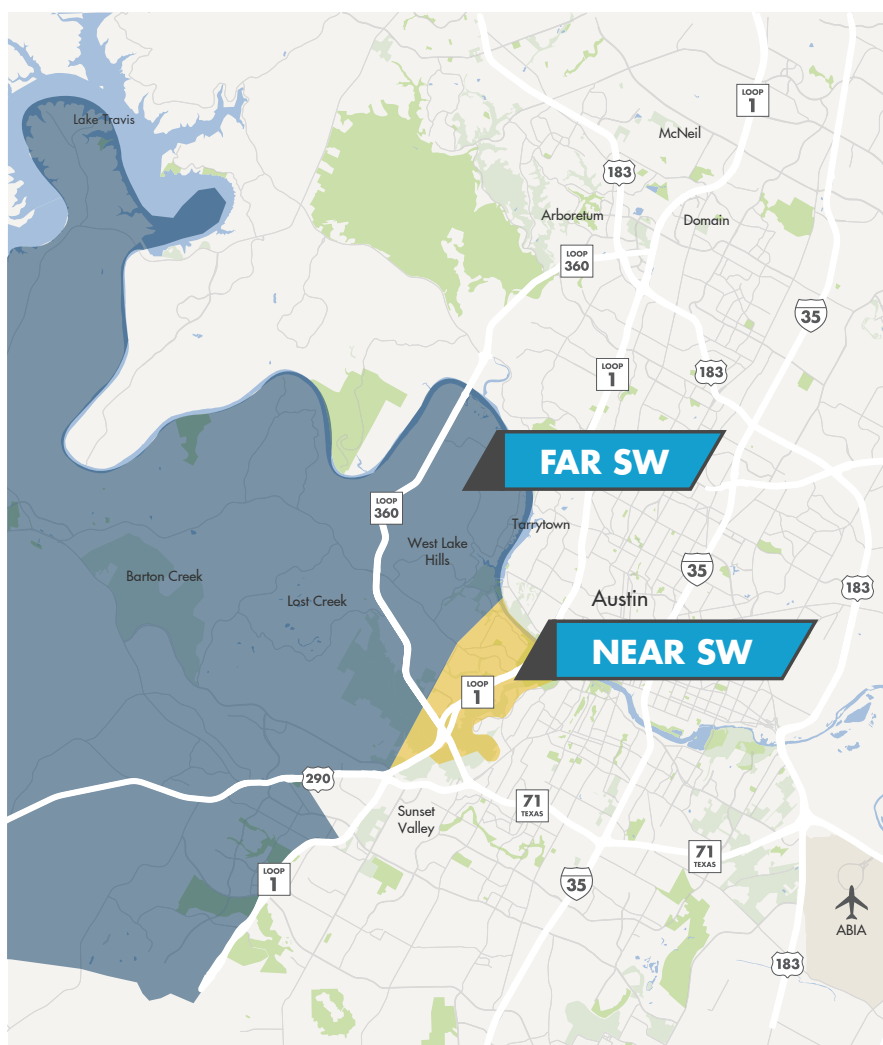 LOOP
1
Lake Travis
McNeil
183
Arboretum
Domain
LOOP
360
35
LOOP
1
183
FAR SW
LOOP
360
Tarrytown
West Lake
Hills
35
Barton Creek
183
Lost Creek
Austin
NEAR SW
LOOP
1
290
71
TEXAS
Sunset
Valley
71
TEXAS
LOOP
1
35
ABIA
183